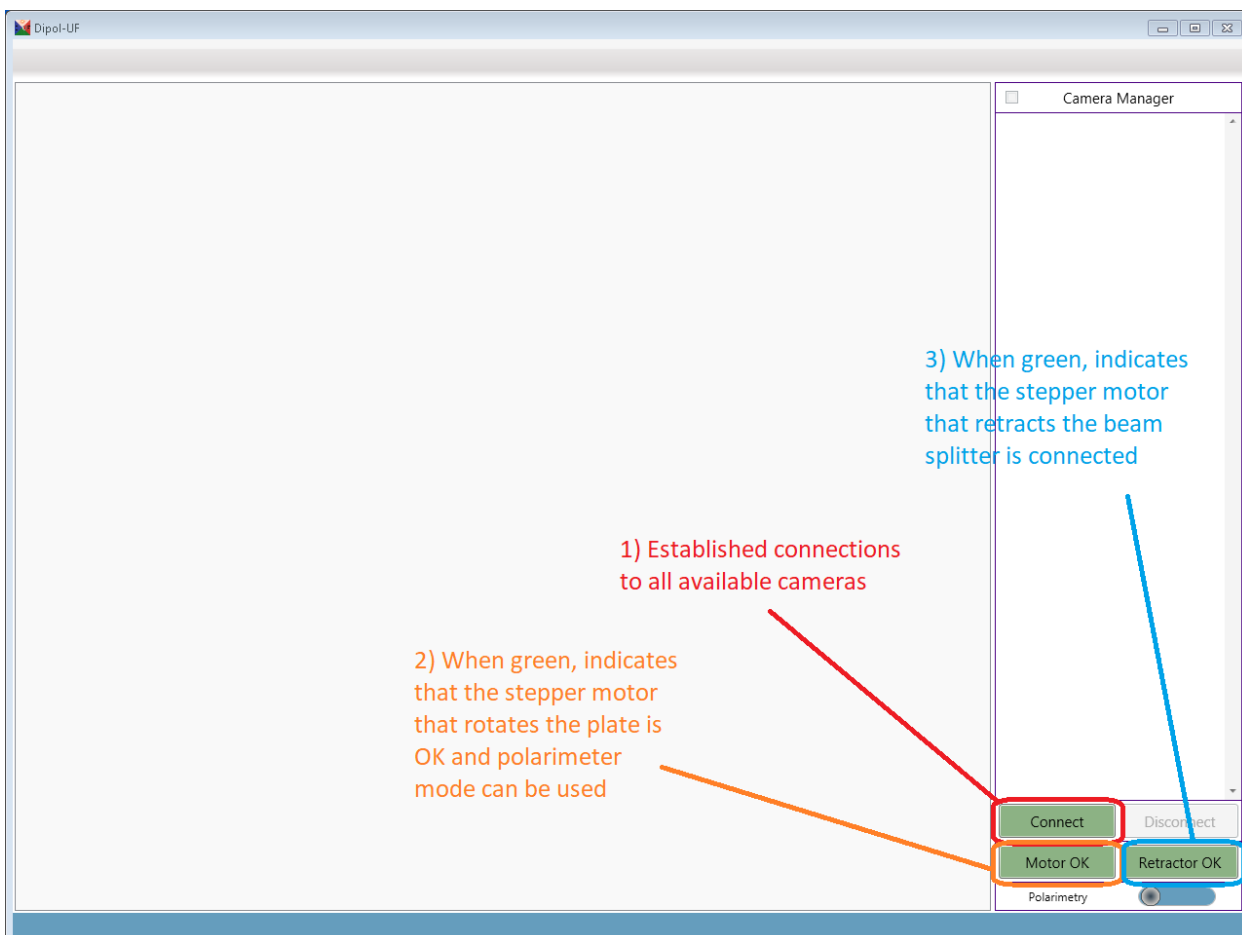 Dipol-UF
Camera Manager
3) When green, indicates
that the stepper motor
that retracts the beam
splitter is connected
1) Established connections
to all available cameras
2) When green, indicates
that the stepper motor
that rotates the plate is
OK and polarimeter
mode can be used
Connect
Disconnect
Motor OK
Retractor OK
Polarimetry